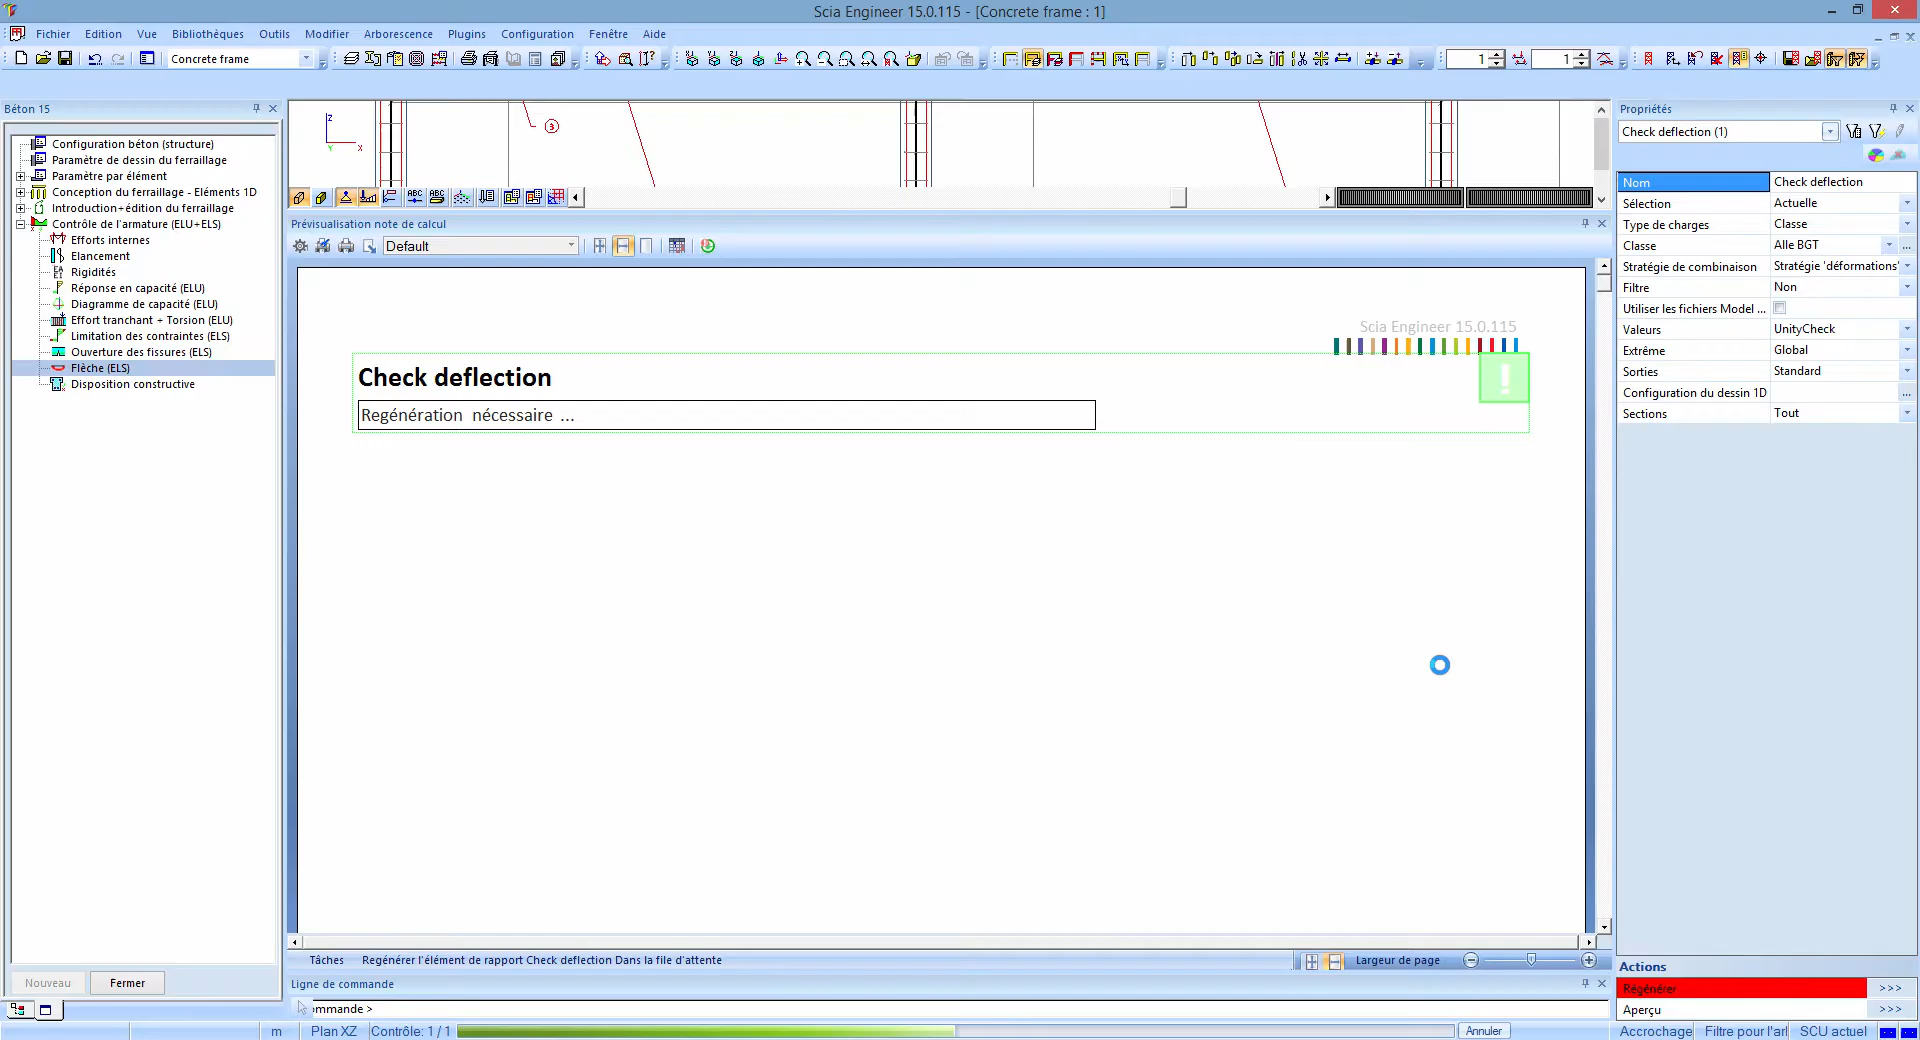 Scia Engineer 15.0.115 - [Concrete frame : 1]
Fichier Edition Vue Bibliothèques Outils Modifier Arborescence Plugins Configuration Fenêtre Aide
Concrete frame
1
1
Béton 15
Configuration béton (structure)
Paramètre de dessin du ferraillage
Paramètre par élément
Conception du ferraillage - Eléments 1D
Introduction+édition du ferraillage
Contrôle de l'armature (ELU+ELS)
Efforts internes
Elancement
Rigidités
Réponse en capacité (ELU)
Diagramme de capacité (ELU)
Effort tranchant + Torsion (ELU)
Limitation des contraintes (ELS)
Ouverture des fissures (ELS)
Flèche (ELS)
Disposition constructive
Nouveau
Fermer
z
x
Y
3
ABC
ABC
Prévisualisation note de calcul
Default
Scia Engineer 15.0.115
Check deflection
Regénération nécessaire ...
!
Tâches Regénérer l'élément de rapport Check deflection Dans la file d'attente
Largeur de page
Ligne de commande
ommande >
Propriétés
Check deflection (1)
Nom Check deflection
Sélection Actuelle
Type de charges Classe
Classe Alle BGT ...
Stratégie de combinaison Stratégie 'déformations'
Filtre Non
Utiliser les fichiers Model ...
Valeurs UnityCheck
Extrême Global
Sorties Standard
Configuration du dessin 1D ...
Sections Tout
Actions
Régénérer >>>
Aperçu >>>
m Plan XZ Contrôle: 1 / 1 Annuler Accrochage Filtre pour l'arl SCU actuel